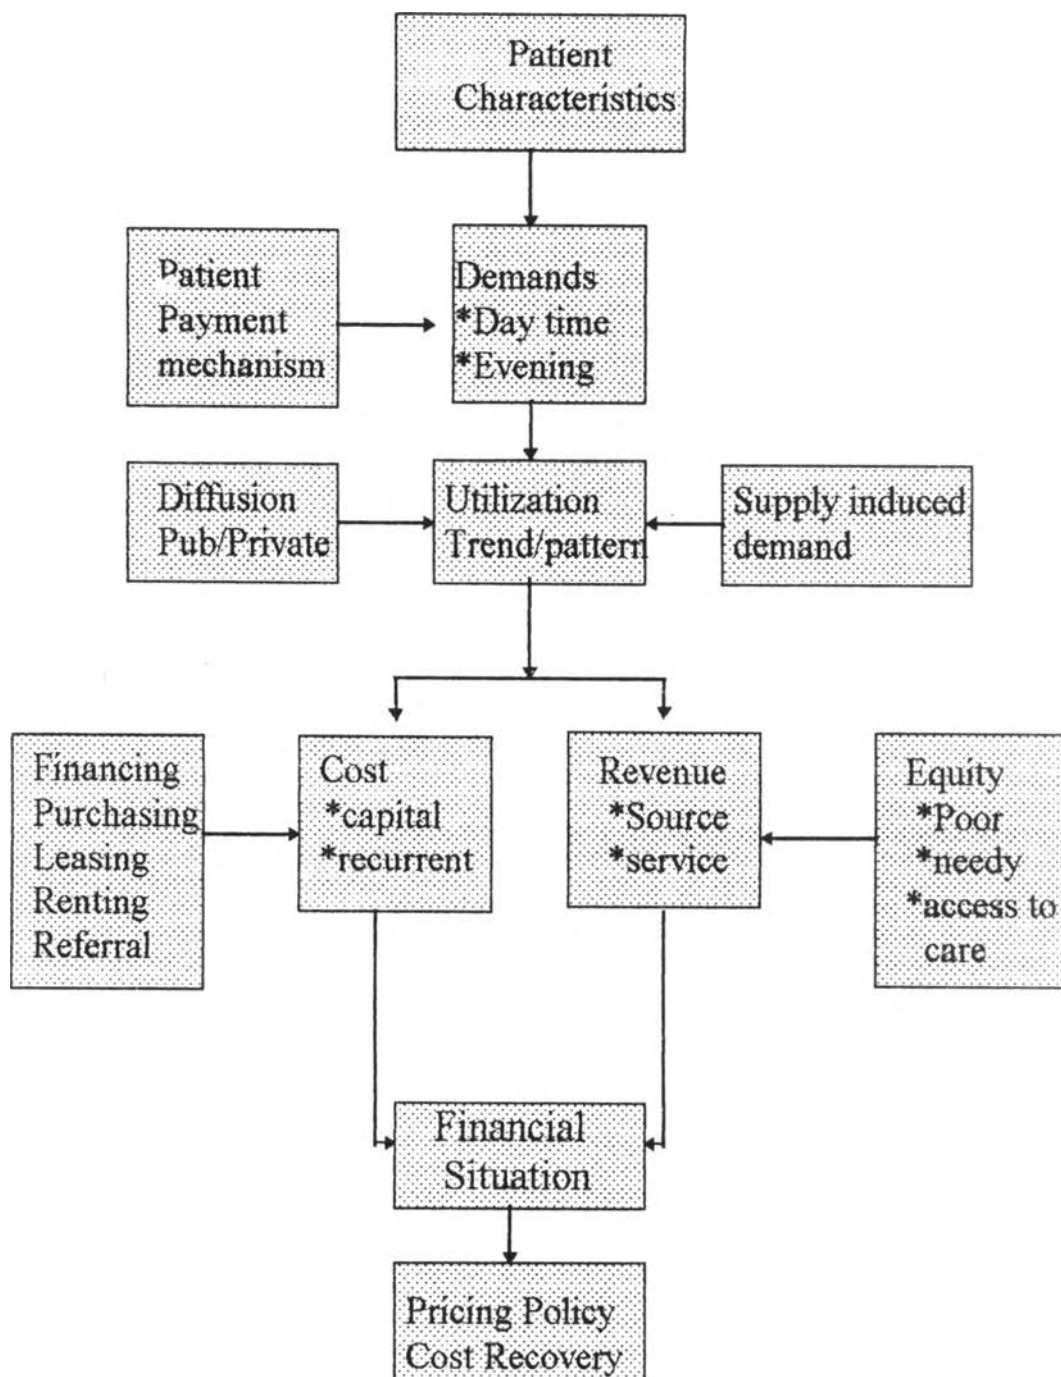 Patient
Characteristics
Patient
Payment
mechanism
Demands
*Day time
*Evening
Diffusion
Pub/Private
Utilization
Trend/pattern
Supply induced
demand
Financing
Purchasing
Leasing
Renting
Referral
Cost
*capital
*recurrent
Revenue
*Source
*service
Equity
*Poor
*needy
*access to
care
Financial
Situation
Pricing Policy
Cost Recovery